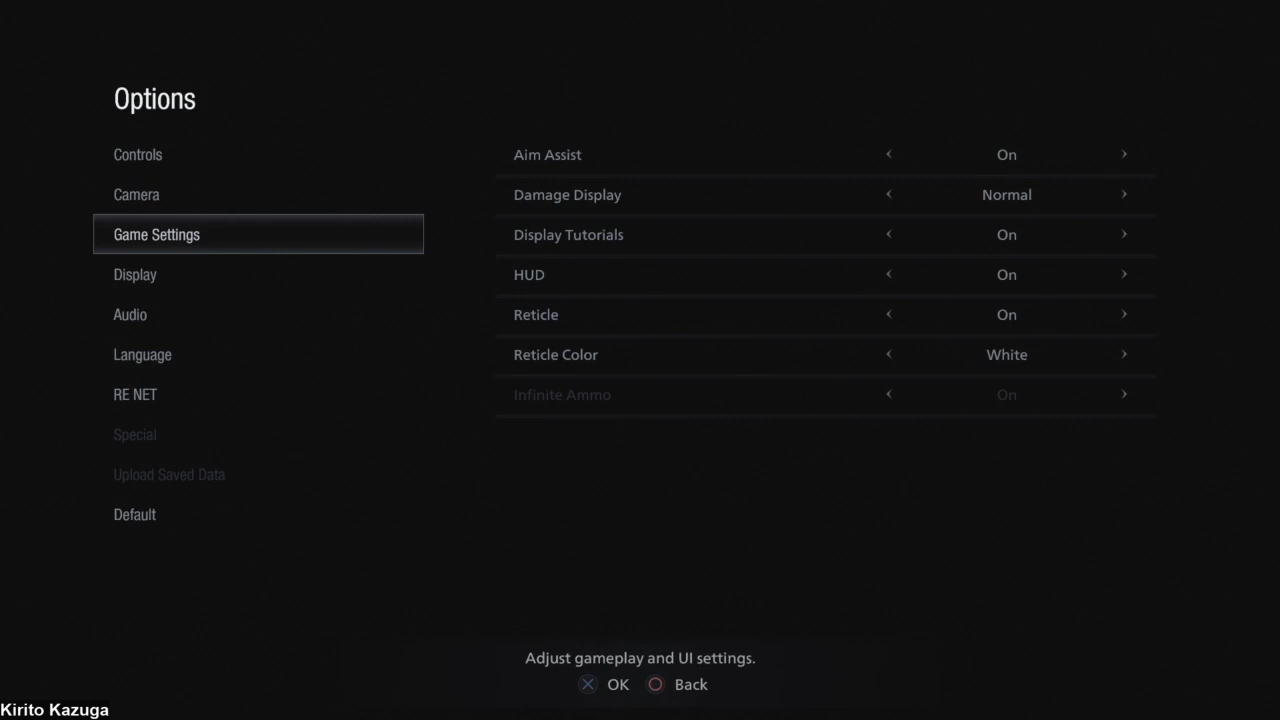 Options
Controls
Camera
Game Settings
Display
Audio
Language
RE NET
Special
Upload Saved Data
Default
Aim Assist On
Damage Display Normal
Display Tutorials On
HUD On
Reticle On
Reticle Color White
Infinite Ammo On
Adjust gameplay and UI settings.
OK Back
Kirito Kazuga